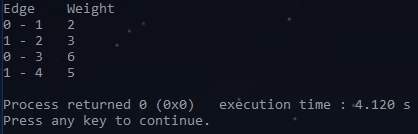 Edge    Weight
0 - 1   2
1 - 2   3
0 - 3   6
1 - 4   5
Process returned 0 (0x0)   execution time : 4.120 s
Press any key to continue.